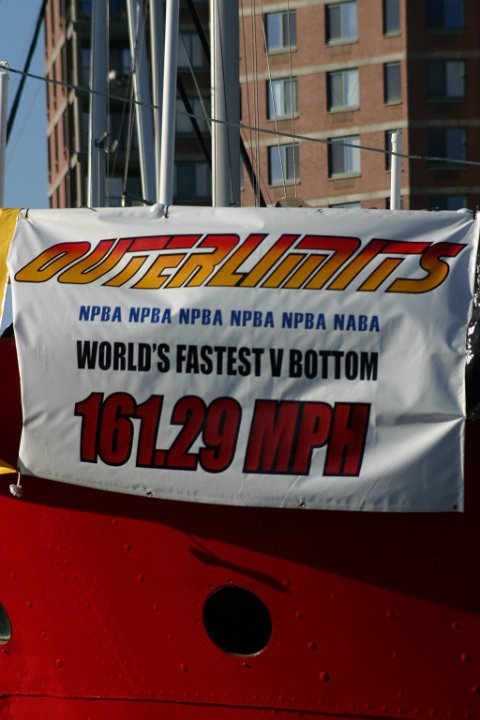 OUTERLIMITS
NPBA NPBA NPBA NPBA NPBA NABA
WORLD'S FASTEST V BOTTOM
161.29 MPH